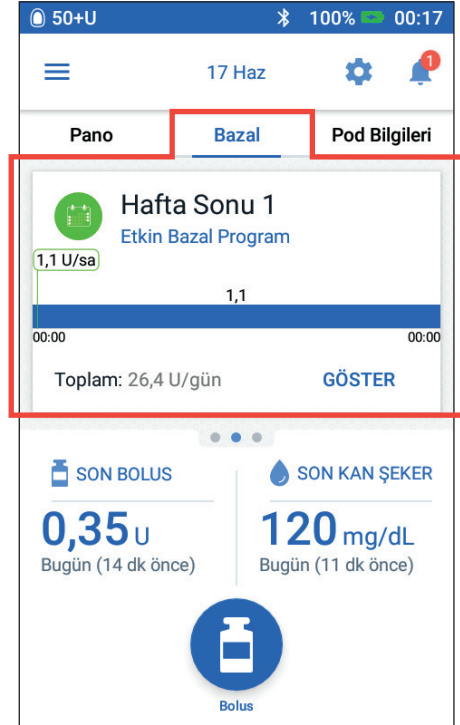 50+U 100% 00:17
17 Haz 1
Pano Bazal Pod Bilgileri
Hafta Sonu 1
Etkin Bazal Program
1,1 U/sa
1,1
00:00 00:00
Toplam: 26,4 U/gün GÖSTER
SON BOLUS SON KAN ŞEKER
0,35 U 120 mg/dL
Bugün (14 dk önce) Bugün (11 dk önce)
Bolus